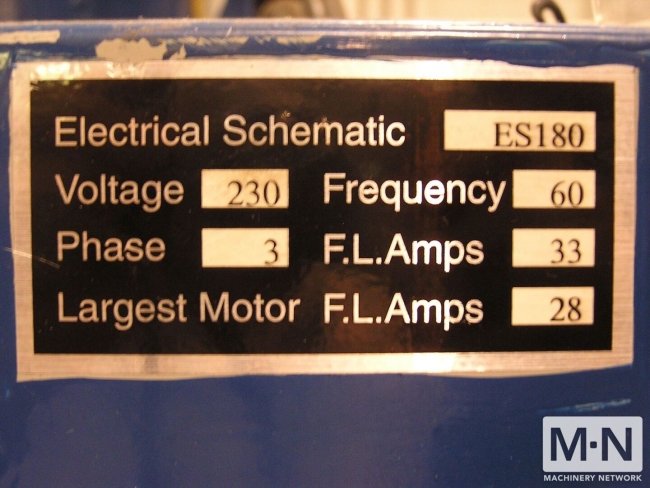 Electrical Schematic ES180
Voltage 230 Frequency 60
Phase 3 F.L.Amps 33
Largest Motor F.L.Amps 28
M·N
MACHINERY NETWORK